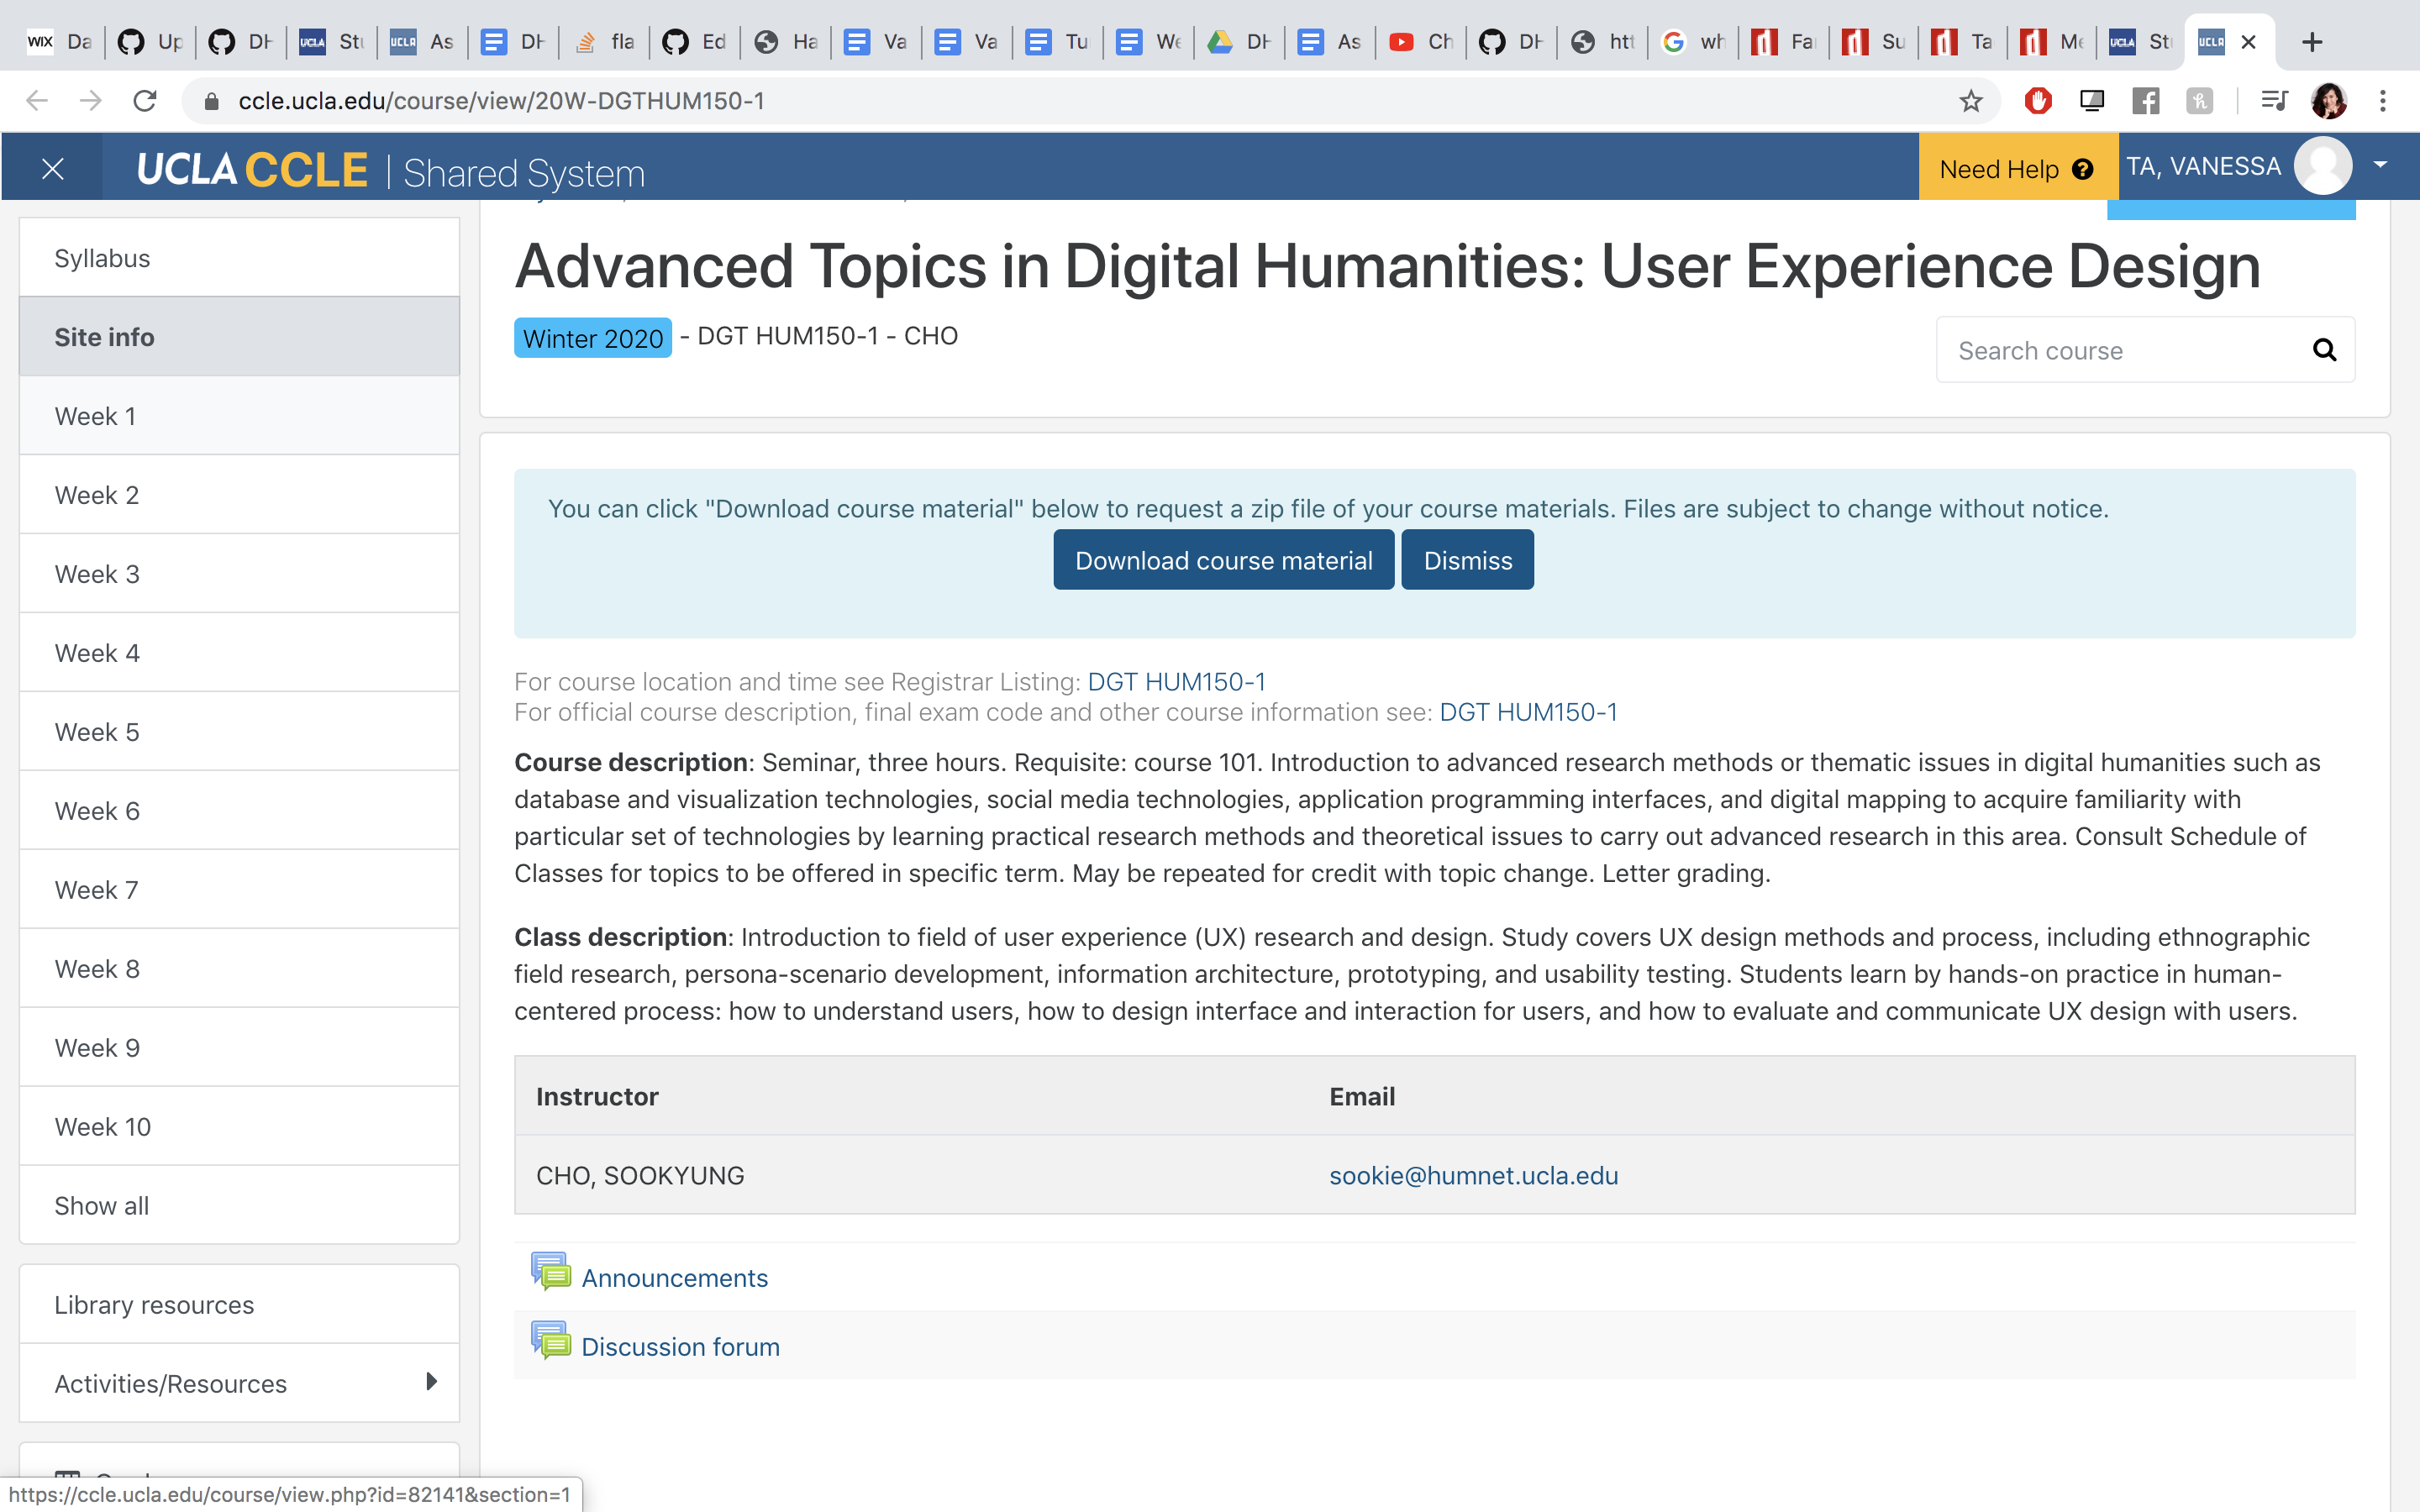 WIX Da Up DH UCLA Stu UCLA As DH fla Ed Ha Va Va Tu We DH As Ch DH htt wh Fa Su Ta Me UCLA St UCLA
ccle.ucla.edu/course/view/20W-DGTHUM150-1
UCLA CCLE | Shared System
Need Help ?
TA, VANESSA
Syllabus
Site info
Week 1
Week 2
Week 3
Week 4
Week 5
Week 6
Week 7
Week 8
Week 9
Week 10
Show all
Library resources
Activities/Resources
https://ccle.ucla.edu/course/view.php?id=82141&section=1
Advanced Topics in Digital Humanities: User Experience Design
Winter 2020 - DGT HUM150-1 - CHO
Search course
You can click "Download course material" below to request a zip file of your course materials. Files are subject to change without notice.
Download course material Dismiss
For course location and time see Registrar Listing: DGT HUM150-1
For official course description, final exam code and other course information see: DGT HUM150-1
Course description: Seminar, three hours. Requisite: course 101. Introduction to advanced research methods or thematic issues in digital humanities such as
database and visualization technologies, social media technologies, application programming interfaces, and digital mapping to acquire familiarity with
particular set of technologies by learning practical research methods and theoretical issues to carry out advanced research in this area. Consult Schedule of
Classes for topics to be offered in specific term. May be repeated for credit with topic change. Letter grading.
Class description: Introduction to field of user experience (UX) research and design. Study covers UX design methods and process, including ethnographic
field research, persona-scenario development, information architecture, prototyping, and usability testing. Students learn by hands-on practice in human-
centered process: how to understand users, how to design interface and interaction for users, and how to evaluate and communicate UX design with users.
Instructor Email
CHO, SOOKYUNG sookie@humnet.ucla.edu
Announcements
Discussion forum